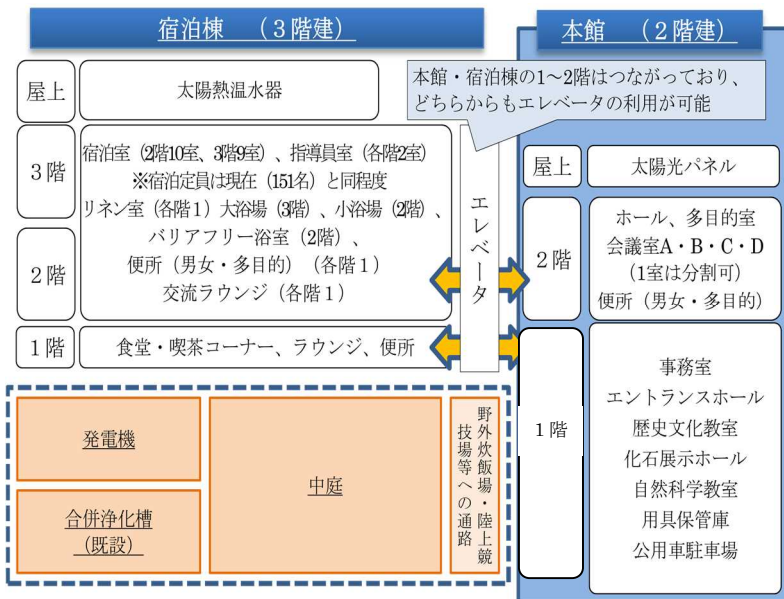 宿泊棟　（３階建）
屋上
太陽熱温水器
３階
２階
宿泊室（2階10室、3階9室）、指導員室（各階2室）
※宿泊定員は現在（151名）と同程度
リネン室（各階１）大浴場（3階）、小浴場（2階）、
バリアフリー浴室（2階）、
便所（男女・多目的）（各階１）
交流ラウンジ（各階１）
１階
食堂・喫茶コーナー、ラウンジ、便所
エレベータ
本館・宿泊棟の1～2階はつながっており、
どちらからもエレベータの利用が可能
本館　（２階建）
屋上
太陽光パネル
２階
ホール、多目的室
会議室A・B・C・D
（1室は分割可）
便所（男女・多目的）
１階
事務室
エントランスホール
歴史文化教室
化石展示ホール
自然科学教室
用具保管庫
公用車駐車場
発電機
合併浄化槽
（既設）
中庭
野外炊飯場・陸上競
技場等への通路